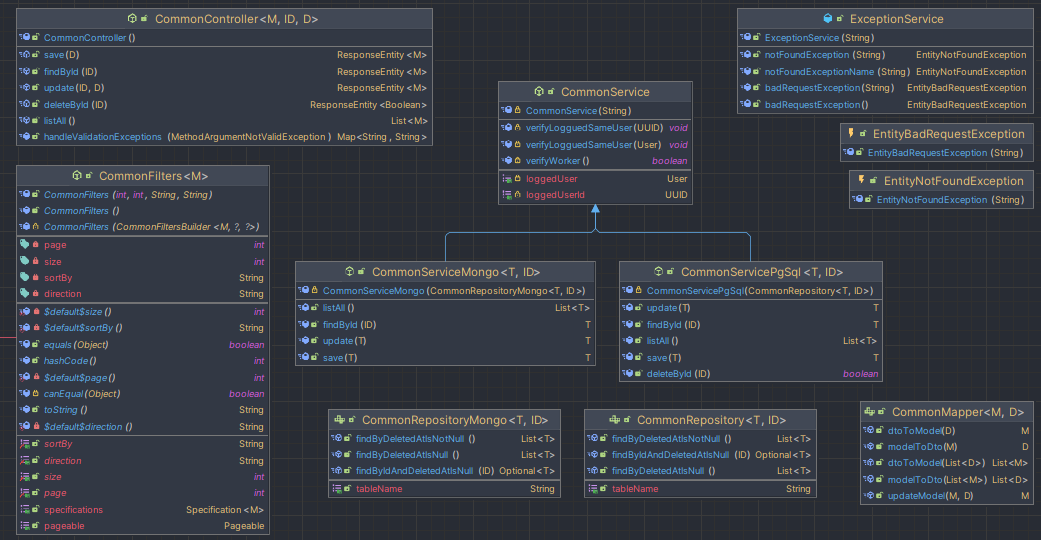 CommonController<M, ID, D>
CommonController()
save(D) ResponseEntity<M>
findById(ID) ResponseEntity<M>
update(ID, D) ResponseEntity<M>
deleteById(ID) ResponseEntity<Boolean>
listAll() List<M>
handleValidationExceptions(MethodArgumentNotValidException) Map<String, String>
CommonFilters<M>
CommonFilters(int, int, String, String)
CommonFilters()
CommonFilters(CommonFiltersBuilder<M, ?, ?>)
page int
size int
sortBy String
direction String
$default$size() int
$default$sortBy() String
equals(Object) boolean
hashCode() int
$default$page() int
canEqual(Object) boolean
toString() String
$default$direction() String
sortBy String
direction String
size int
page int
specifications Specification<M>
pageable Pageable
CommonService
CommonService(String)
verifyLogguedSameUser(UUID) void
verifyLogguedSameUser(User) void
verifyWorker() boolean
loggedUser User
loggedUserId UUID
CommonServiceMongo<T, ID>
CommonServiceMongo(CommonRepositoryMongo<T, ID>)
listAll() List<T>
findById(ID) T
update(T) T
save(T) T
CommonServicePgSql<T, ID>
CommonServicePgSql(CommonRepository<T, ID>)
update(T) T
findById(ID) T
listAll() List<T>
save(T) T
deleteById(ID) boolean
CommonRepositoryMongo<T, ID>
findByDeletedAtIsNotNull() List<T>
findByDeletedAtIsNull() List<T>
findByIdAndDeletedAtIsNull(ID) Optional<T>
tableName String
CommonRepository<T, ID>
findByDeletedAtIsNotNull() List<T>
findByIdAndDeletedAtIsNull(ID) Optional<T>
findByDeletedAtIsNull() List<T>
tableName String
ExceptionService
ExceptionService(String)
notFoundException(String) EntityNotFoundException
notFoundExceptionName(String) EntityNotFoundException
badRequestException(String) EntityBadRequestException
badRequestException() EntityBadRequestException
EntityBadRequestException
EntityBadRequestException(String)
EntityNotFoundException
EntityNotFoundException(String)
CommonMapper<M, D>
dtoToModel(D) M
modelToDto(M) D
dtoToModel(List<D>) List<M>
modelToDto(List<M>) List<D>
updateModel(M, D) M